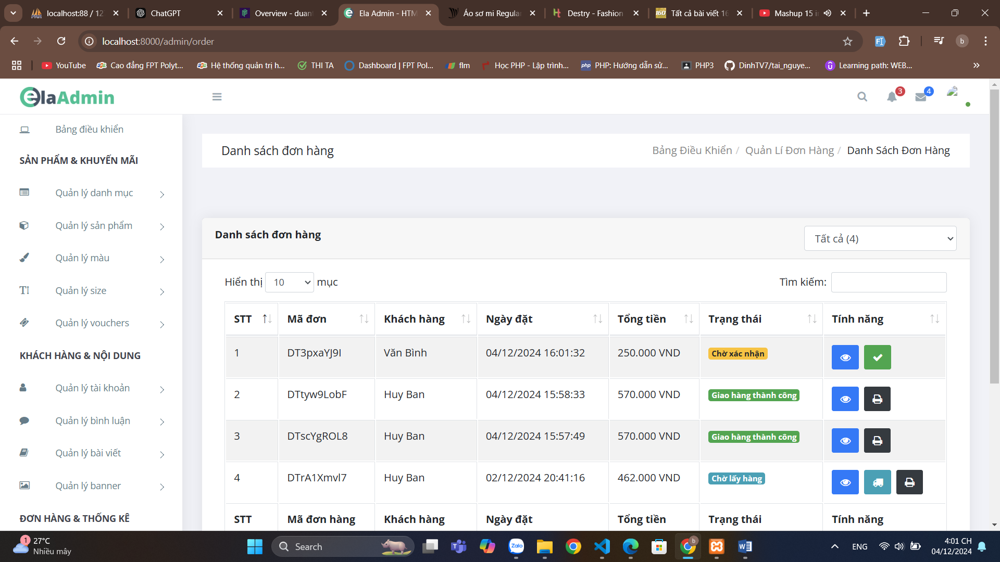 localhost:88 / 12
ChatGPT
Overview - duan
Ela Admin - HTM
Áo sơ mi Regula
Destry - Fashion
Tất cả bài viết 16
Mashup 15 i
localhost:8000/admin/order
b
YouTube
Cao đẳng FPT Polyt...
Hệ thống quản trị h...
THI TA
Dashboard | FPT Pol...
flm
Học PHP - Lập trình...
PHP: Hướng dẫn sử...
PHP3
DinhTV7/tai_nguye...
Learning path: WEB...
elaAdmin
3
4
Bảng điều khiển
SẢN PHẨM & KHUYẾN MÃI
Quản lý danh mục
Quản lý sản phẩm
Quản lý màu
Quản lý size
Quản lý vouchers
KHÁCH HÀNG & NỘI DUNG
Quản lý tài khoản
Quản lý bình luận
Quản lý bài viết
Quản lý banner
ĐƠN HÀNG & THỐNG KÊ
Danh sách đơn hàng
Bảng Điều Khiển / Quản Lí Đơn Hàng / Danh Sách Đơn Hàng
Danh sách đơn hàng
Tất cả (4)
Hiển thị 10 mục
Tìm kiếm:
STT Mã đơn Khách hàng Ngày đặt Tổng tiền Trạng thái Tính năng
1 DT3pxaYJ9I Văn Bình 04/12/2024 16:01:32 250.000 VND Chờ xác nhận
2 DTtyw9LobF Huy Ban 04/12/2024 15:58:33 570.000 VND Giao hàng thành công
3 DTscYgROL8 Huy Ban 04/12/2024 15:57:49 570.000 VND Giao hàng thành công
4 DTrA1Xmvl7 Huy Ban 02/12/2024 20:41:16 462.000 VND Chờ lấy hàng
STT Mã đơn hàng Khách hàng Ngày đặt Tổng tiền Trạng thái Tính năng
1
27°C
Nhiều mây
Search
Zalo
ENG
4:01 CH
04/12/2024